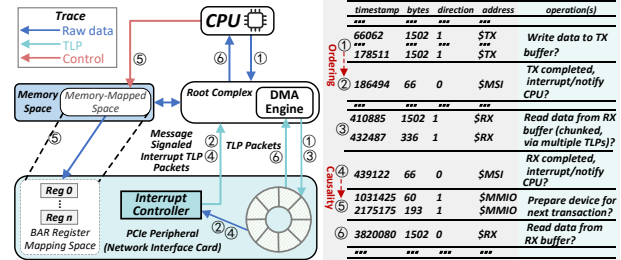 Trace
Raw data
TLP
Control
CPU
⑤
⑥
①
Memory
Space
Memory-Mapped
Space
Root Complex
DMA
Engine
⑤
Message
Signaled
Interrupt TLP
Packets
②
④
TLP Packets
⑥
①
③
Reg 0
⋮
Reg n
BAR Register
Mapping Space
Interrupt
Controller
②④
PCIe Peripheral
(Network Interface Card)
timestamp bytes direction address operation(s)
... ... ... ... ...
Ordering
①
66062 1502 1 $TX
... ... ... ...
178511 1502 1 $TX
Write data to TX
buffer?
②
186494 66 0 $MSI
TX completed,
interrupt/notify
CPU?
... ... ... ... ...
③
410885 1502 1 $RX
432487 336 1 $RX
Read data from RX
buffer (chunked,
via multiple TLPs)?
Causality
④
439122 66 0 $MSI
RX completed,
interrupt/notify
CPU?
⑤
1031425 60 1 $MMIO
2175175 193 1 $MMIO
Prepare device for
next transaction?
⑥
3820080 1502 0 $RX
Read data from
RX buffer?
... ... ... ... ...